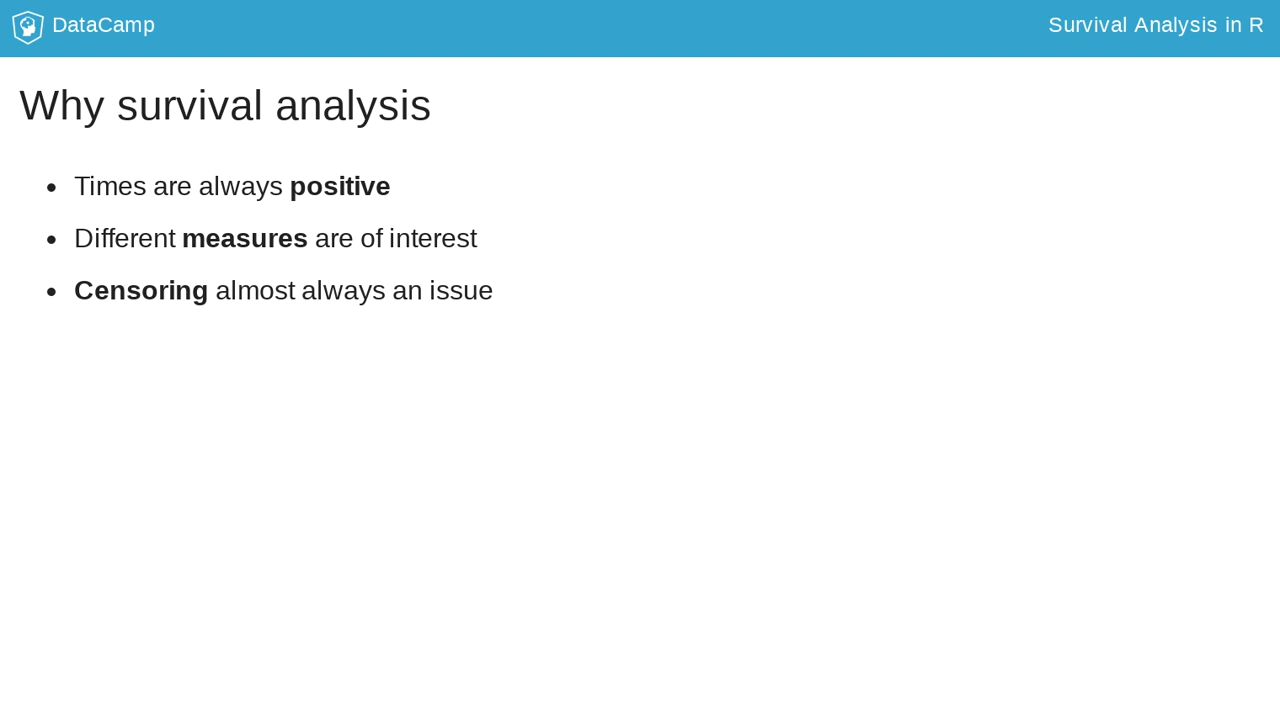 DataCamp
Survival Analysis in R
Why survival analysis
• Times are always positive
• Different measures are of interest
• Censoring almost always an issue